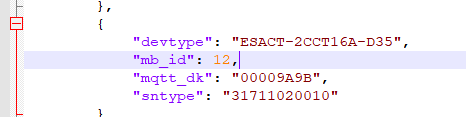 },
{
"devtype": "ESACT-2CCT16A-D35",
"mb_id": 12,
"mqtt_dk": "00009A9B",
"sntype": "31711020010"
}